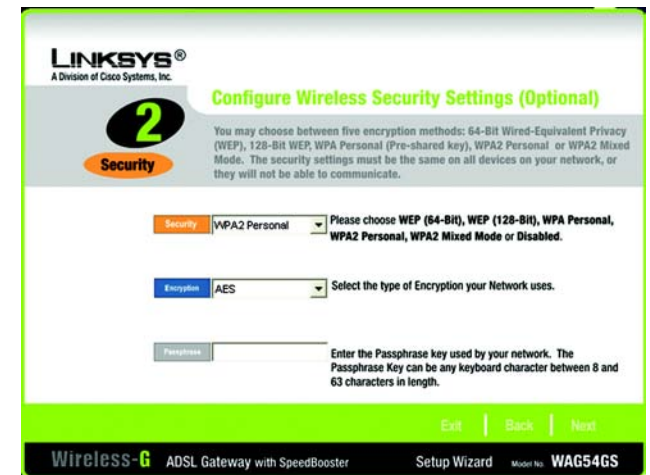 LINKSYS®
A Division of Cisco Systems, Inc.
2
Security
Configure Wireless Security Settings (Optional)
You may choose between five encryption methods: 64-Bit Wired-Equivalent Privacy
(WEP), 128-Bit WEP, WPA Personal (Pre-shared key), WPA2 Personal or WPA2 Mixed
Mode. The security settings must be the same on all devices on your network, or
they will not be able to communicate.
Security WPA2 Personal Please choose WEP (64-Bit), WEP (128-Bit), WPA Personal,
WPA2 Personal, WPA2 Mixed Mode or Disabled.
Encryption AES Select the type of Encryption your Network uses.
Passphrase Enter the Passphrase key used by your network. The
Passphrase Key can be any keyboard character between 8 and
63 characters in length.
Exit Back Next
Wireless-G ADSL Gateway with SpeedBooster Setup Wizard Model No. WAG54GS